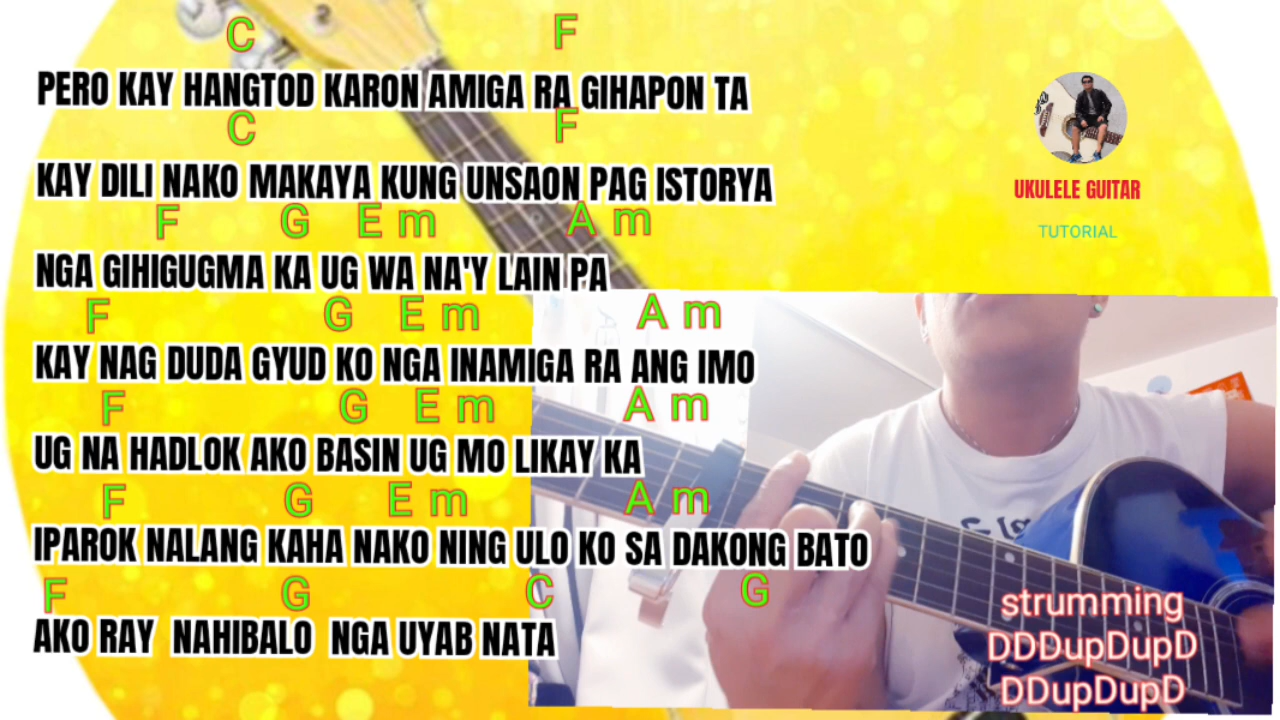 C F
PERO KAY HANGTOD KARON AMIGA RA GIHAPON TA
C F
KAY DILI NAKO MAKAYA KUNG UNSAON PAG ISTORYA
F G Em Am
NGA GIHIGUGMA KA UG WA NA'Y LAIN PA
F G Em Am
KAY NAG DUDA GYUD KO NGA INAMIGA RA ANG IMO
F G Em Am
UG NA HADLOK AKO BASIN UG MO LIKAY KA
F G Em Am
IPAROK NALANG KAHA NAKO NING ULO KO SA DAKONG BATO
F G C G
AKO RAY NAHIBALO NGA UYAB NATA
UKULELE GUITAR
TUTORIAL
strumming
DDDupDupD
DDupDupD